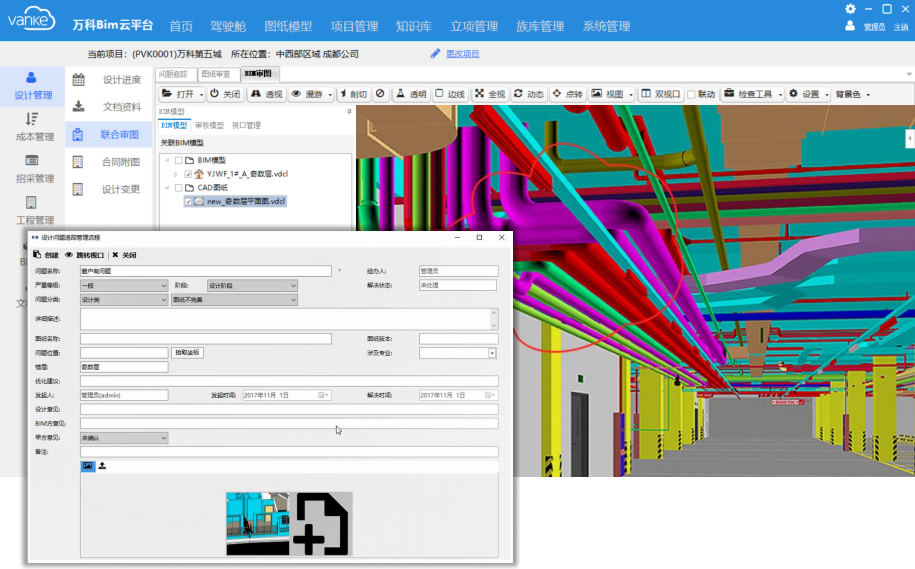 vanke
万科Bim云平台 首页 驾驶舱 图纸模型 项目管理 知识库 立项管理 族库管理 系统管理
管理员 注销
当前项目：(PVK0001)万科第五城 所在位置：中西部区域 成都公司 更改项目
设计管理
成本管理
招采管理
工程管理
设计进度
文档资料
联合审图
合同附图
设计变更
问题追踪 图纸审查 BIM审图
打开 关闭 透视 漫游 剖切 透明 边线 全视 动态 点转 视图 双视口 联动 检查工具 设置 背景色
BIM模型
BIM模型 审核模型 视口管理
关联BIM模型
BIM模型
YJWF_1#_A_奇数层.vdcl
CAD图纸
new_奇数层平面图.vdcl
设计问题追踪管理流程
创建 跳转视口 关闭
问题名称: 窗户有问题 * 经办人: 管理员
严重等级: 一般 阶段: 设计阶段 解决状态: 未处理
问题分类: 设计类 图纸不完善
详细描述:
图纸名称: 图纸版本:
问题位置: 拾取坐标 涉及专业:
楼层: 奇数层
优化建议:
发起人: 管理员(admin) 发起时间: 2017年11月 1日 解决时间: 2017年11月 1日
设计意见:
BIM方意见:
甲方意见: 未确认
备注: